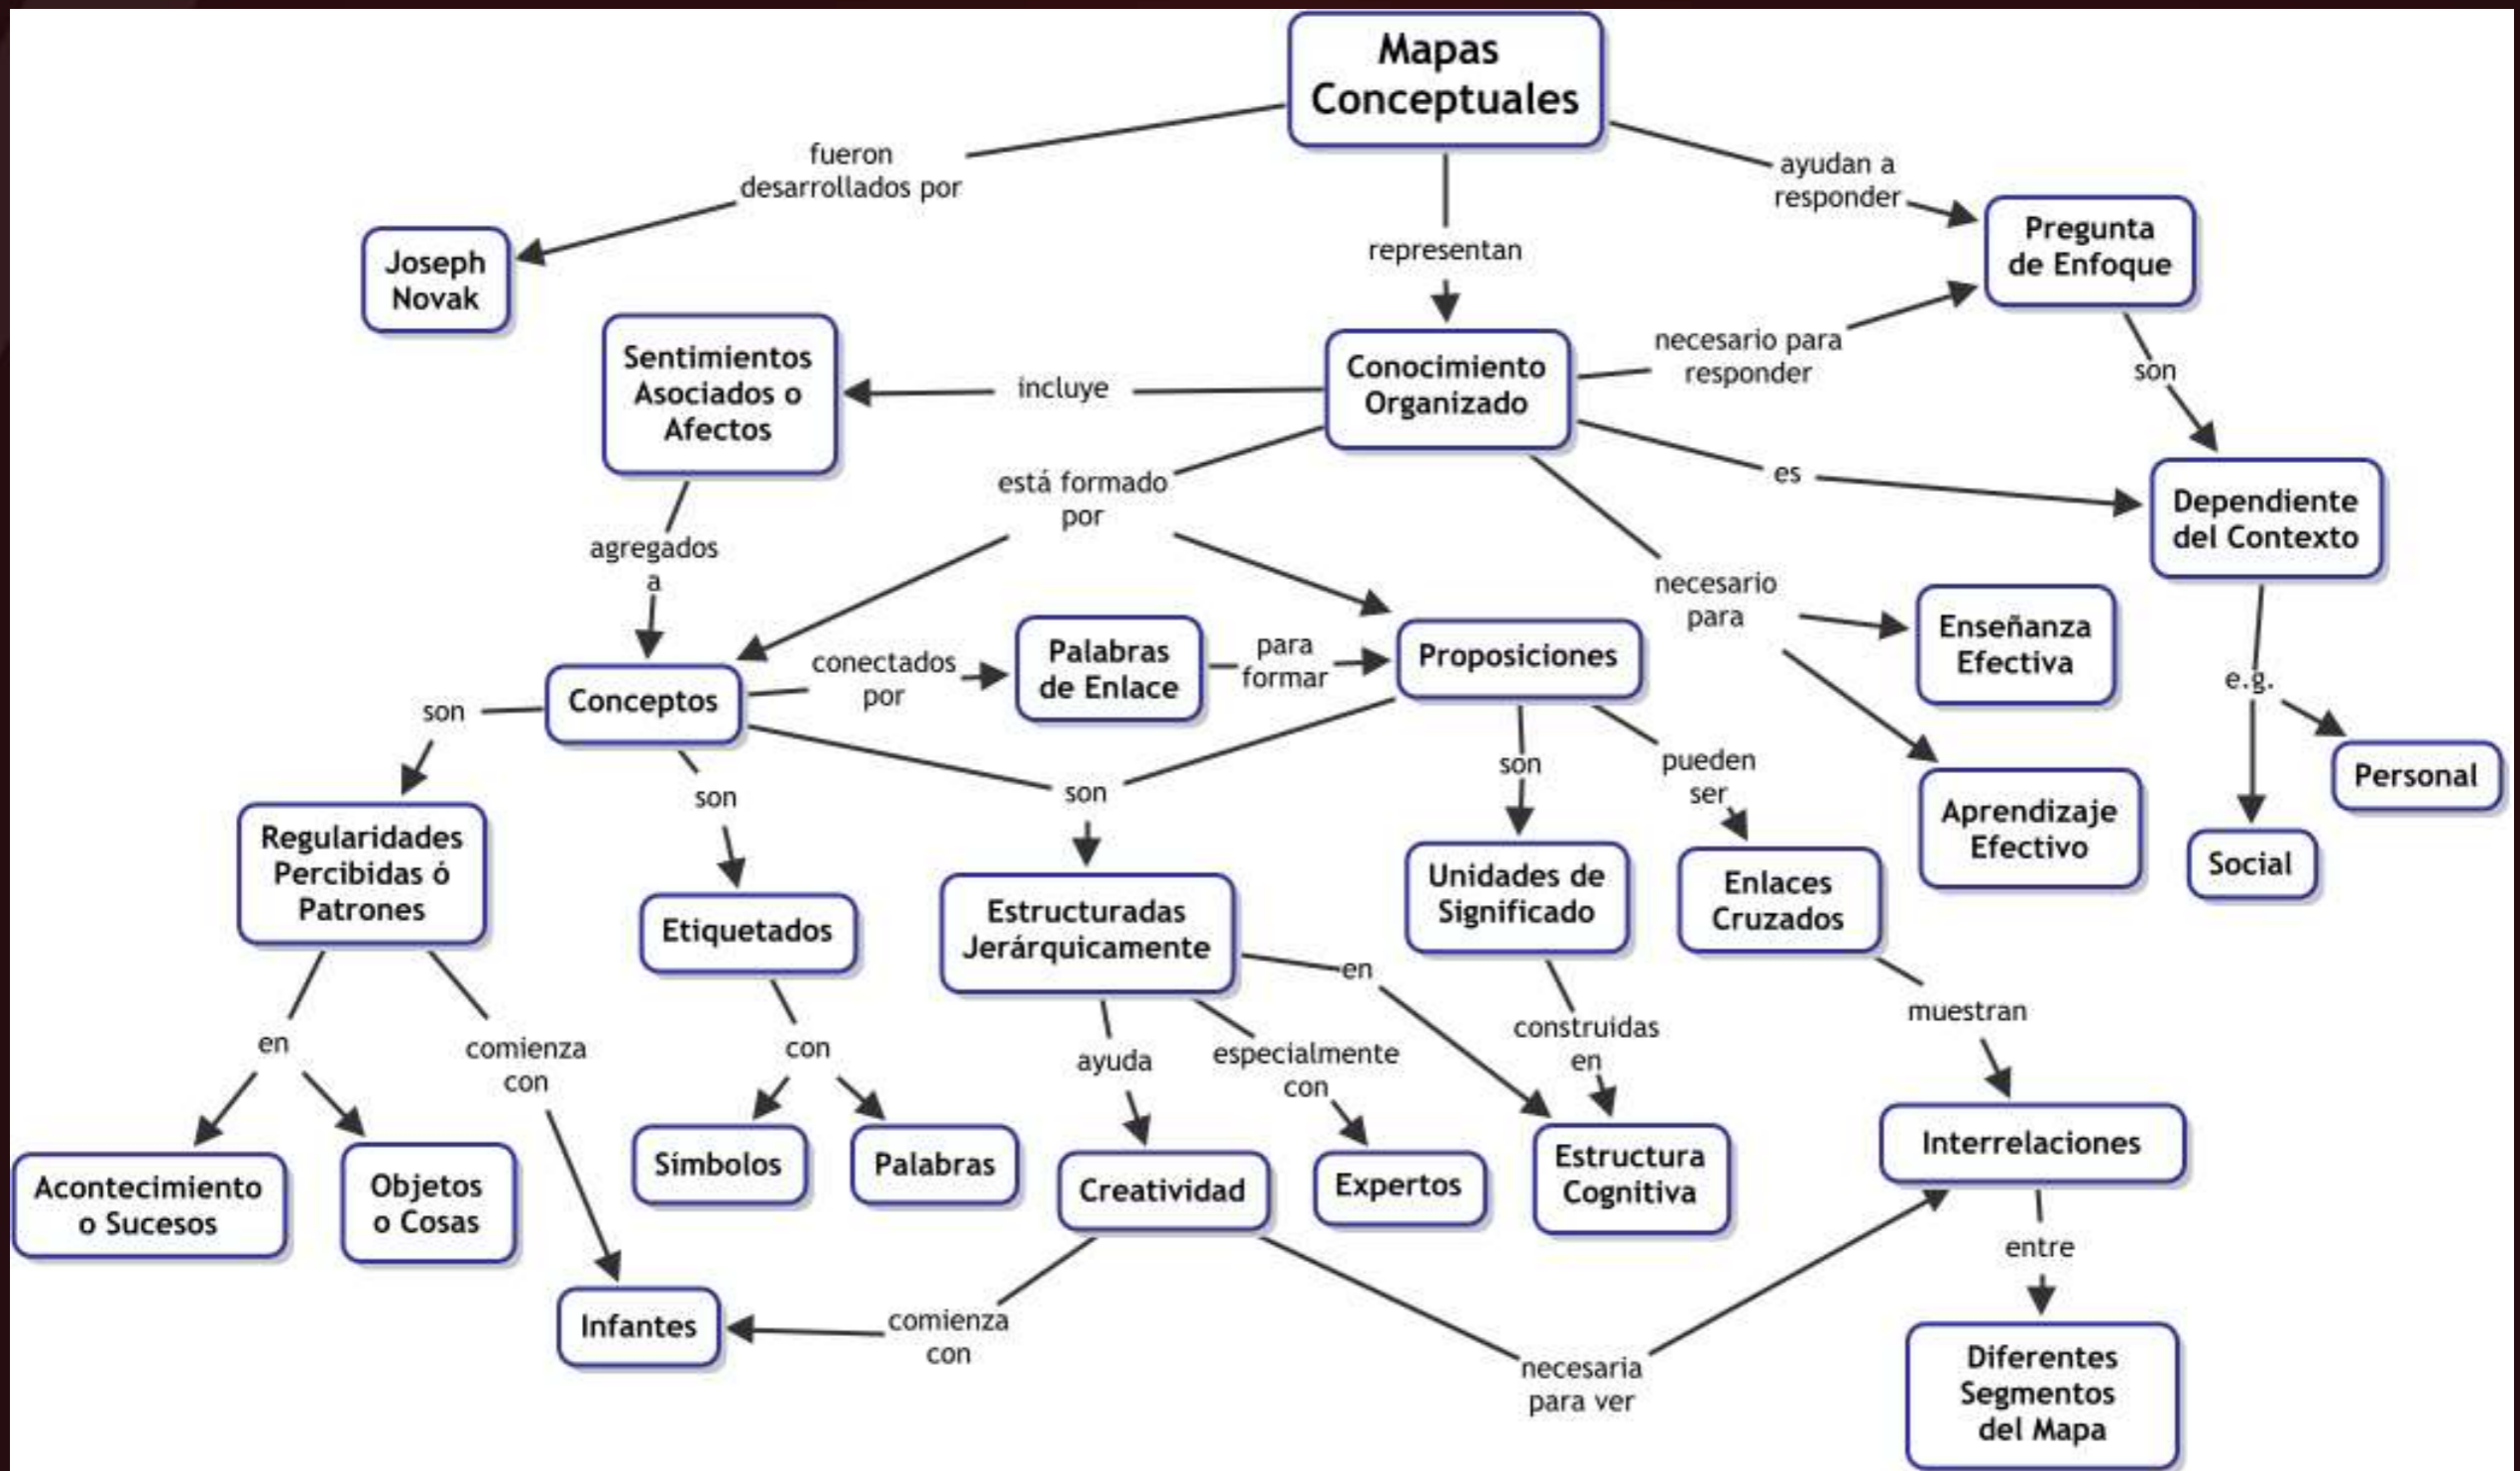 Mapas
Conceptuales
fueron
desarrollados por
ayudan a
responder
representan
Joseph
Novak
Pregunta
de Enfoque
Sentimientos
Asociados o
Afectos
incluye
Conocimiento
Organizado
necesario para
responder
son
está formado
por
es
Dependiente
del Contexto
agregados
a
necesario
para
Enseñanza
Efectiva
conectados
por
Palabras
de Enlace
para
formar
Proposiciones
e.g.
Conceptos
son
son
son
son
pueden
ser
Personal
Aprendizaje
Efectivo
Social
Regularidades
Percibidas ó
Patrones
Etiquetados
Estructuradas
Jerárquicamente
Unidades de
Significado
Enlaces
Cruzados
en
en
comienza
con
con
ayuda
especialmente
con
construidas
en
muestran
Acontecimiento
o Sucesos
Objetos
o Cosas
Símbolos
Palabras
Creatividad
Expertos
Estructura
Cognitiva
Interrelaciones
entre
Infantes
comienza
con
necesaria
para ver
Diferentes
Segmentos
del Mapa